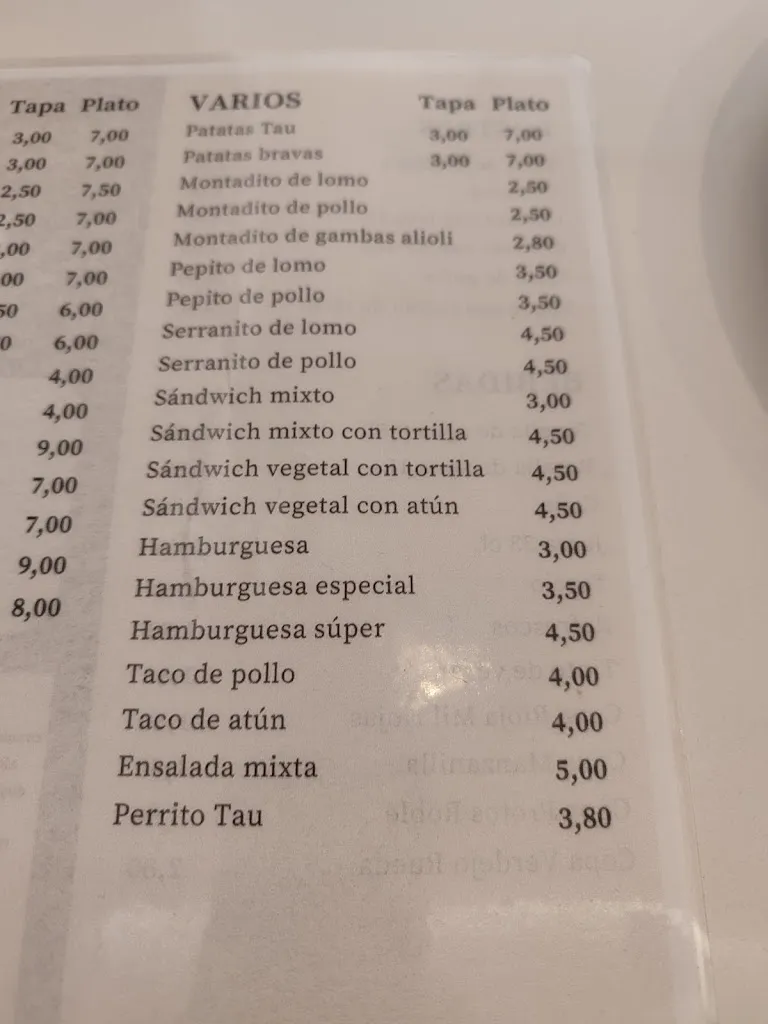 Tapa Plato
3,00 7,00
3,00 7,00
2,50 7,50
2,50 7,00
,00 7,00
00 7,00
50 6,00
0 6,00
4,00
4,00
9,00
7,00
7,00
9,00
8,00
VARIOS Tapa Plato
Patatas Tau 3,00 7,00
Patatas bravas 3,00 7,00
Montadito de lomo 2,50
Montadito de pollo 2,50
Montadito de gambas alioli 2,80
Pepito de lomo 3,50
Pepito de pollo 3,50
Serranito de lomo 4,50
Serranito de pollo 4,50
Sándwich mixto 3,00
Sándwich mixto con tortilla 4,50
Sándwich vegetal con tortilla 4,50
Sándwich vegetal con atún 4,50
Hamburguesa 3,00
Hamburguesa especial 3,50
Hamburguesa súper 4,50
Taco de pollo 4,00
Taco de atún 4,00
Ensalada mixta 5,00
Perrito Tau 3,80